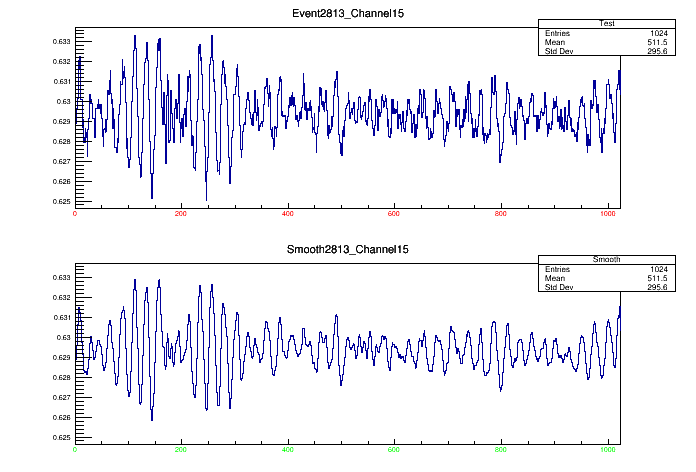 Event2813_Channel15
Test
Entries 1024
Mean 511.5
Std Dev 295.6
0.633
0.632
0.631
0.63
0.629
0.628
0.627
0.626
0.625
0 200 400 600 800 1000
Smooth2813_Channel15
Smooth
Entries 1024
Mean 511.5
Std Dev 295.6
0.633
0.632
0.631
0.63
0.629
0.628
0.627
0.626
0.625
0 200 400 600 800 1000